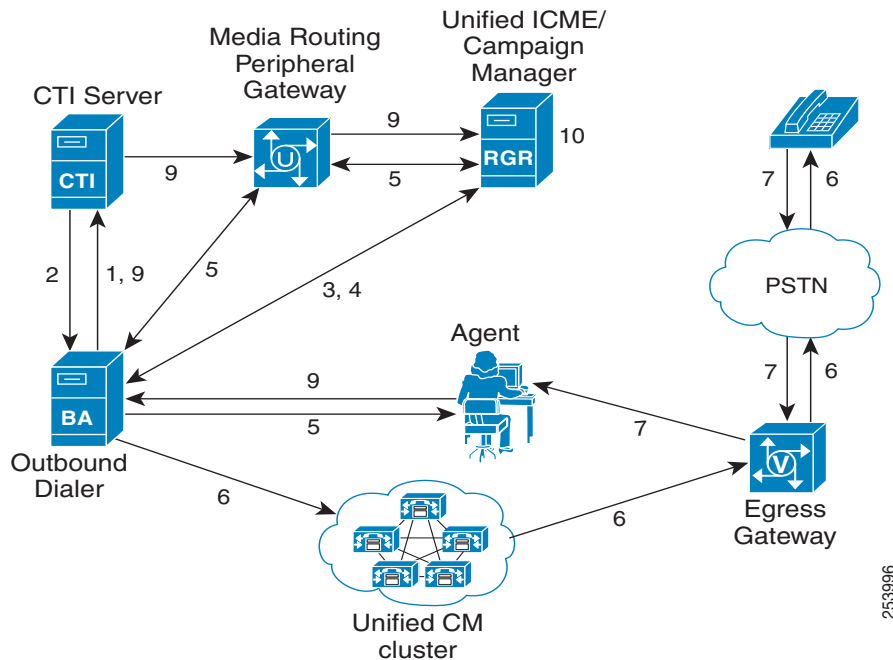 Unified ICME/
Campaign
Manager
Media Routing
Peripheral
Gateway
CTI Server
9
10
RGR
U
CTI
9
5
7
6
2
1, 9
5
3, 4
PSTN
Agent
9
7
6
BA
5
7
V
Outbound
Dialer
6
6
Egress
Gateway
Unified CM
cluster
253996